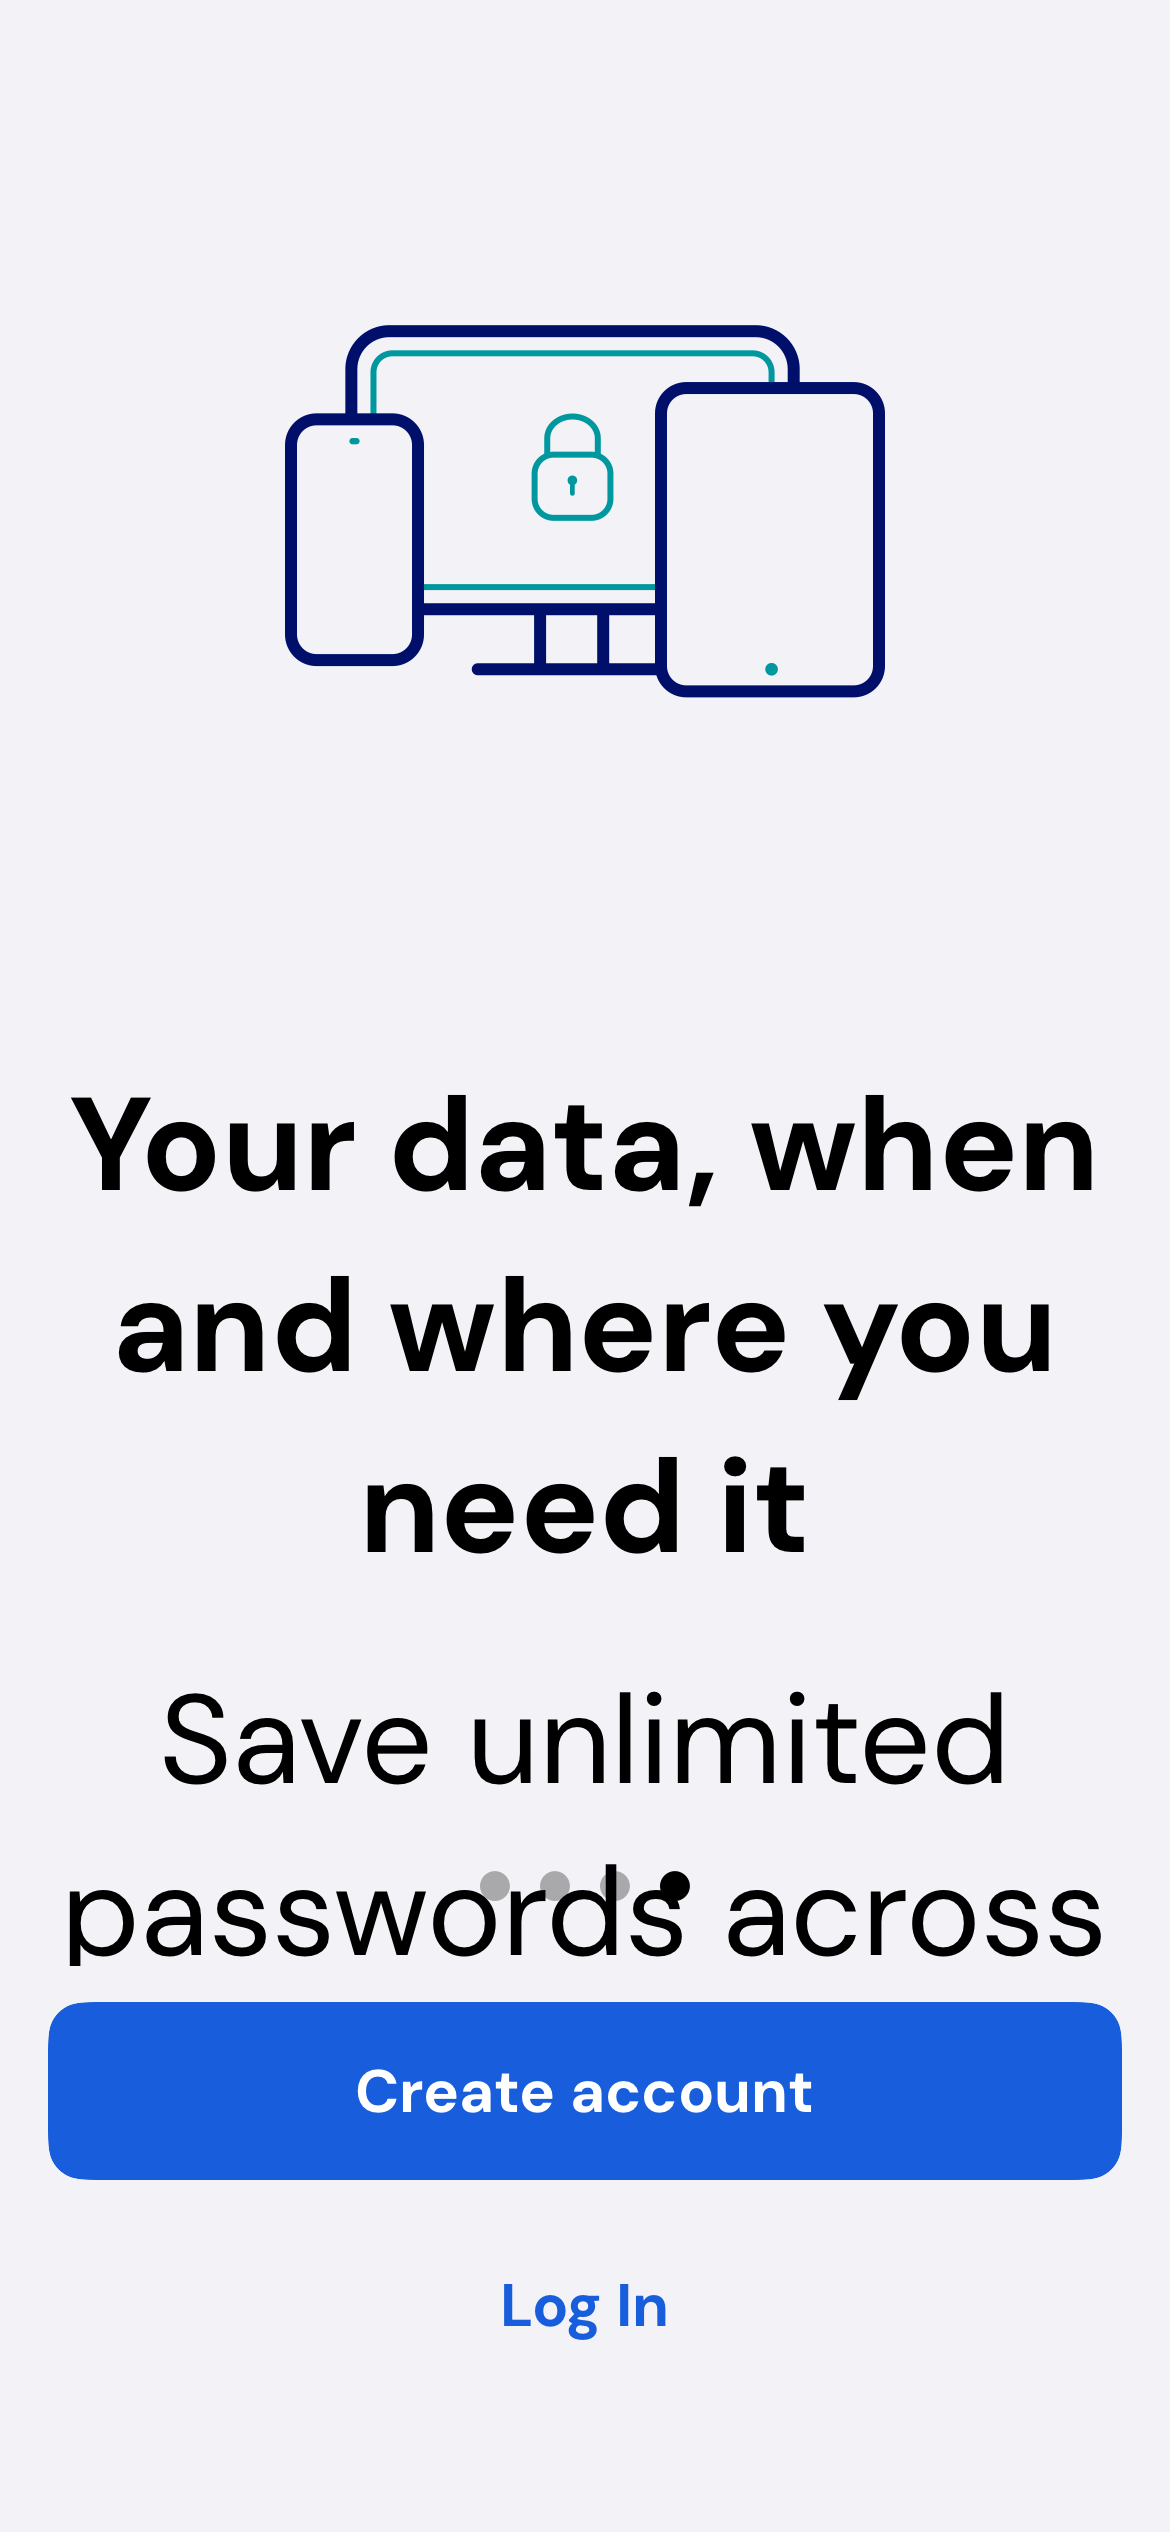 Your data, when
and where you
need it
Save unlimited
passwords across
Create account
Log In